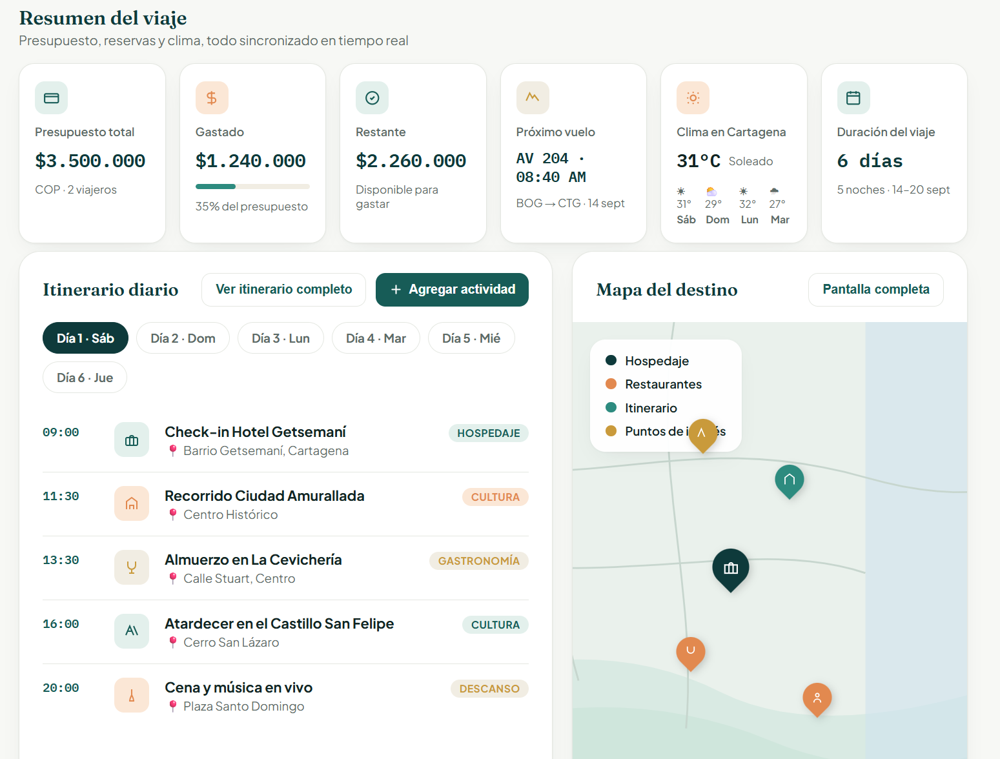 Resumen del viaje
Presupuesto, reservas y clima, todo sincronizado en tiempo real
Presupuesto total
$3.500.000
COP · 2 viajeros
Gastado
$1.240.000
35% del presupuesto
Restante
$2.260.000
Disponible para
gastar
Próximo vuelo
AV 204 ·
08:40 AM
BOG → CTG · 14 sept
Clima en Cartagena
31°C Soleado
31° 29° 32° 27°
Sáb Dom Lun Mar
Duración del viaje
6 días
5 noches · 14–20 sept
Itinerario diario
Ver itinerario completo
+ Agregar actividad
Día 1 · Sáb
Día 2 · Dom
Día 3 · Lun
Día 4 · Mar
Día 5 · Mié
Día 6 · Jue
09:00
Check-in Hotel Getsemaní
Barrio Getsemaní, Cartagena
HOSPEDAJE
11:30
Recorrido Ciudad Amurallada
Centro Histórico
CULTURA
13:30
Almuerzo en La Cevichería
Calle Stuart, Centro
GASTRONOMÍA
16:00
Atardecer en el Castillo San Felipe
Cerro San Lázaro
CULTURA
20:00
Cena y música en vivo
Plaza Santo Domingo
DESCANSO
Mapa del destino
Pantalla completa
Hospedaje
Restaurantes
Itinerario
Puntos de